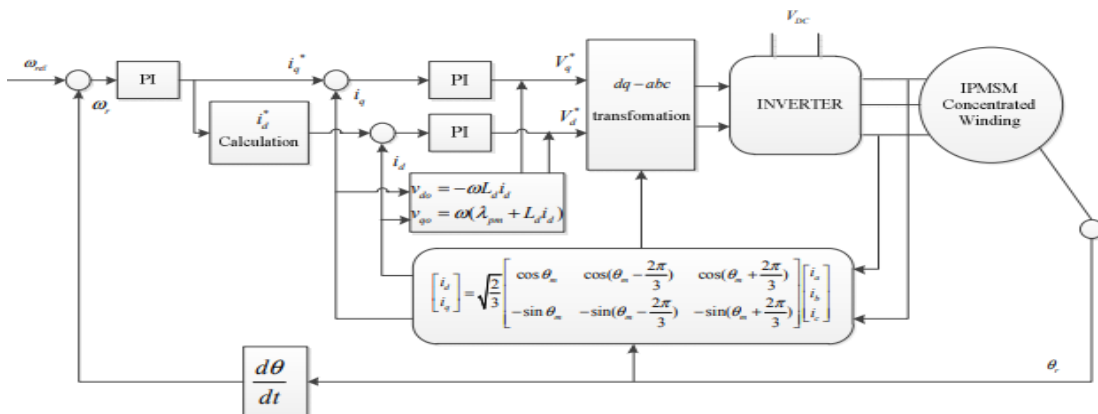 V_DC
ω_ref
PI
i_q*
PI
V_q*
dq - abc
transfomation
INVERTER
IPMSM
Concentrated
Winding
ω_r
i_q
i_d*
Calculation
PI
V_d*
i_d
v_do = -ωL_d i_d
v_qo = ω(λ_pm + L_d i_d)
[i_d i_q] = √(2/3) [cos θ_m cos(θ_m - 2π/3) cos(θ_m + 2π/3)
-sin θ_m -sin(θ_m - 2π/3) -sin(θ_m + 2π/3)] [i_a i_b i_c]
dθ/dt
θ_r